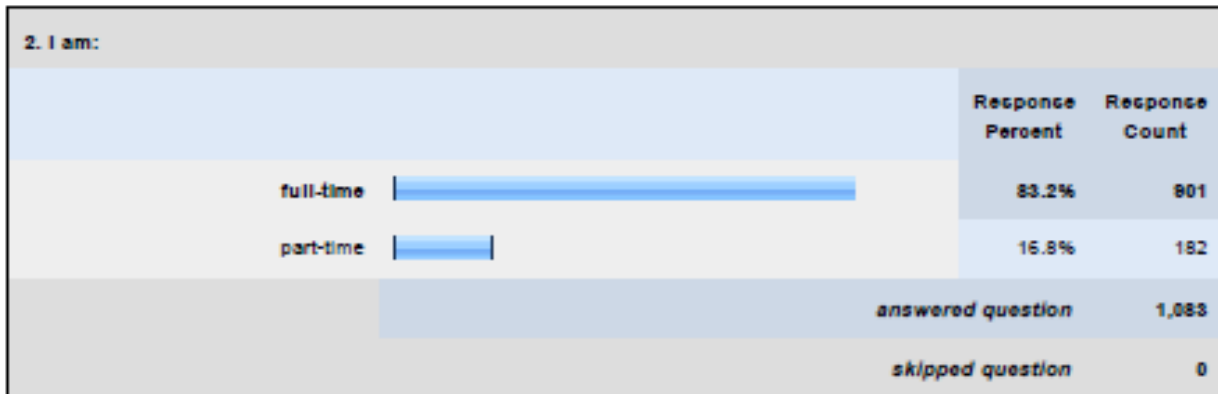 2. I am:
Response Percent
Response Count
full-time 83.2% 901
part-time 16.8% 182
answered question 1,083
skipped question 0